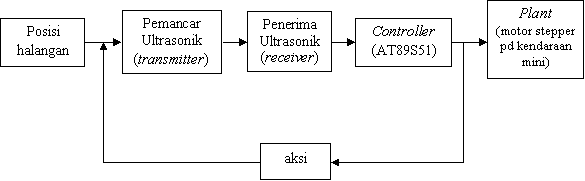 Posisi
halangan
Pemancar
Ultrasonik
(transmitter)
Penerima
Ultrasonik
(receiver)
Controller
(AT89S51)
Plant
(motor stepper
pd kendaraan
mini)
aksi